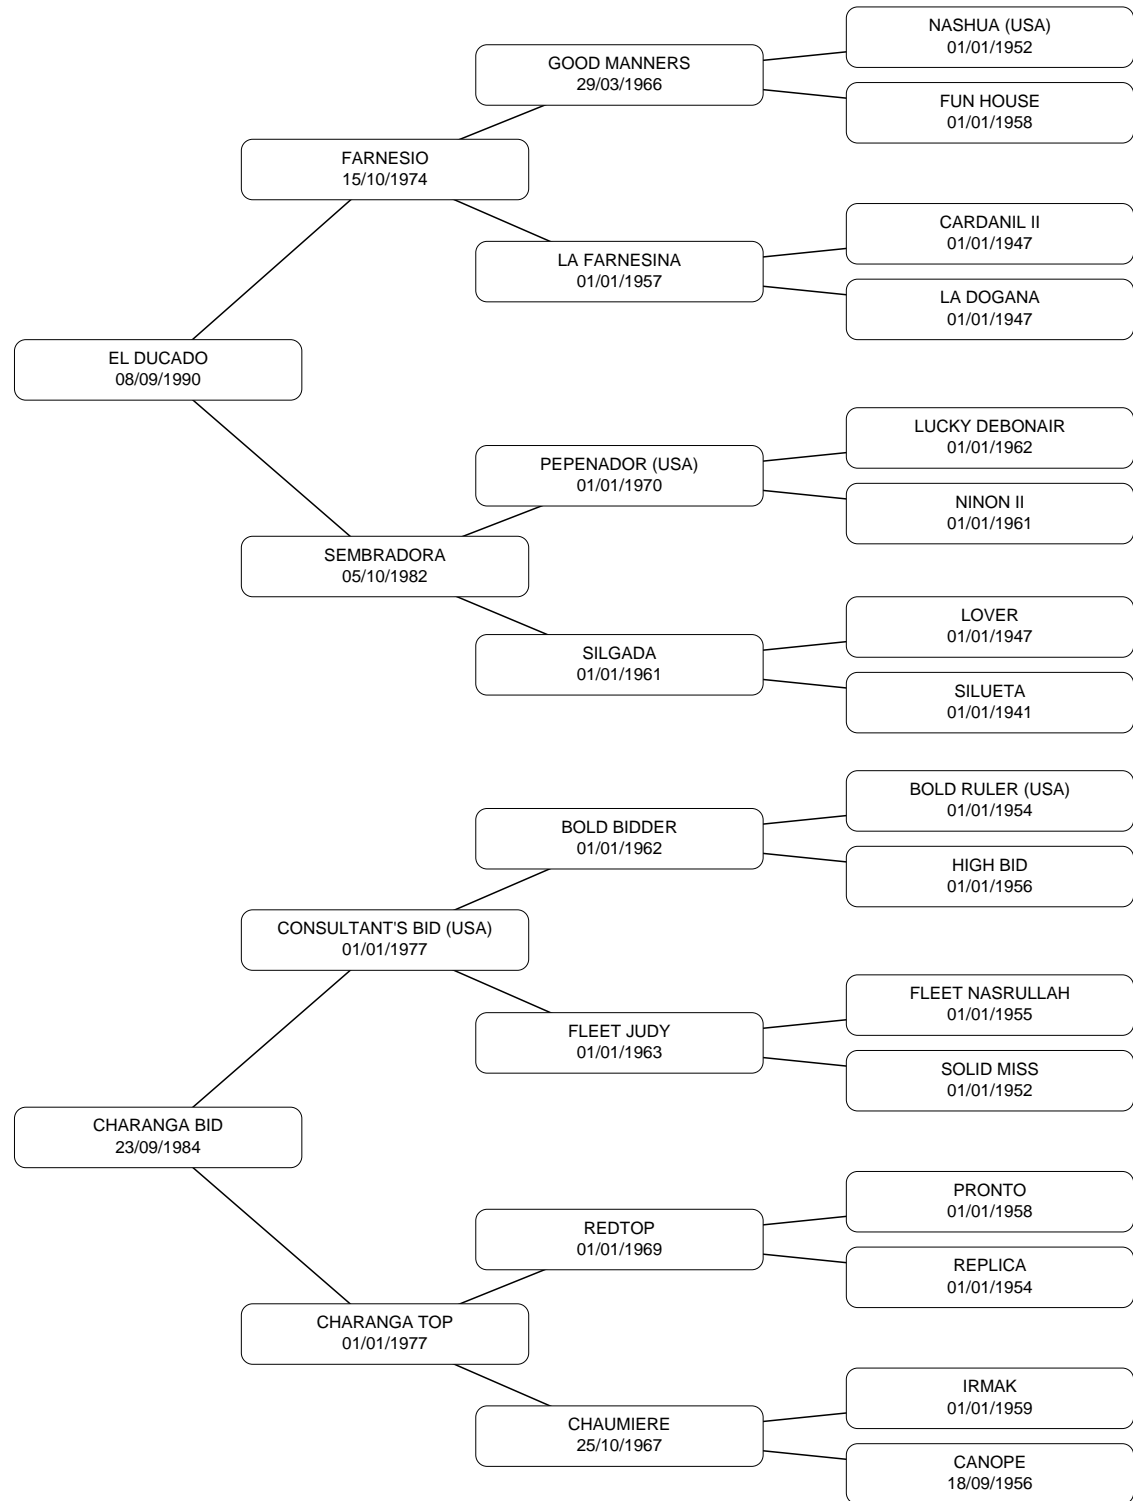 NASHUA (USA)
01/01/1952
GOOD MANNERS
29/03/1966
FUN HOUSE
01/01/1958
FARNESIO
15/10/1974
CARDANIL II
01/01/1947
LA FARNESINA
01/01/1957
LA DOGANA
01/01/1947
EL DUCADO
08/09/1990
LUCKY DEBONAIR
01/01/1962
PEPENADOR (USA)
01/01/1970
NINON II
01/01/1961
SEMBRADORA
05/10/1982
LOVER
01/01/1947
SILGADA
01/01/1961
SILUETA
01/01/1941
BOLD RULER (USA)
01/01/1954
BOLD BIDDER
01/01/1962
HIGH BID
01/01/1956
CONSULTANT'S BID (USA)
01/01/1977
FLEET NASRULLAH
01/01/1955
FLEET JUDY
01/01/1963
SOLID MISS
01/01/1952
CHARANGA BID
23/09/1984
PRONTO
01/01/1958
REDTOP
01/01/1969
REPLICA
01/01/1954
CHARANGA TOP
01/01/1977
IRMAK
01/01/1959
CHAUMIERE
25/10/1967
CANOPE
18/09/1956